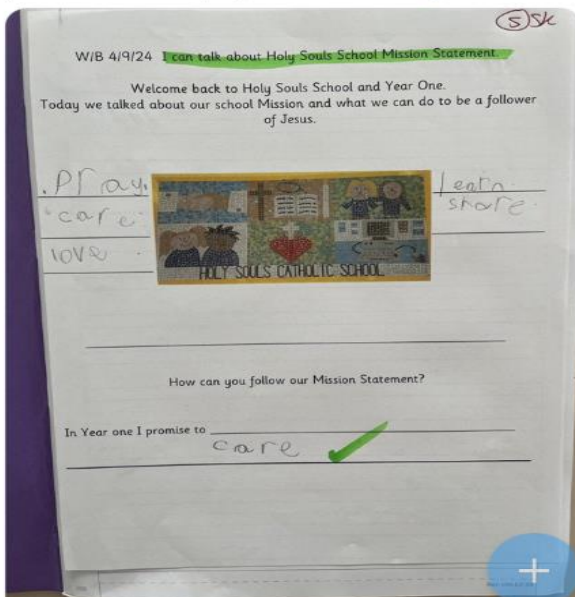 5 SK
W/B 4/9/24 I can talk about Holy Souls School Mission Statement.
Welcome back to Holy Souls School and Year One.
Today we talked about our school Mission and what we can do to be a follower
of Jesus.
.Pray.
care.
love.
learn.
share.
HOLY SOULS CATHOLIC SCHOOL
How can you follow our Mission Statement?
In Year one I promise to
care